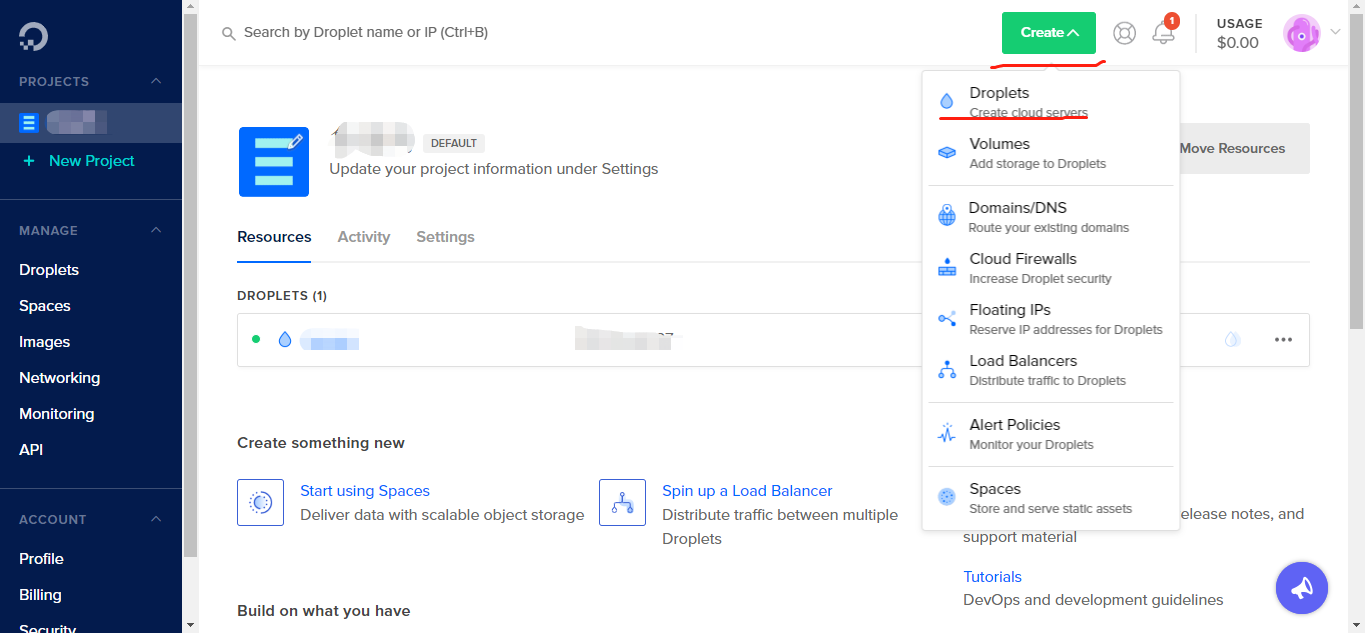 Search by Droplet name or IP (Ctrl+B)
Create
1
USAGE
$0.00
PROJECTS
+ New Project
MANAGE
Droplets
Spaces
Images
Networking
Monitoring
API
ACCOUNT
Profile
Billing
Security
DEFAULT
Update your project information under Settings
Move Resources
Resources
Activity
Settings
DROPLETS (1)
Create something new
Start using Spaces
Deliver data with scalable object storage
Spin up a Load Balancer
Distribute traffic between multiple
Droplets
Build on what you have
Droplets
Create cloud servers
Volumes
Add storage to Droplets
Domains/DNS
Route your existing domains
Cloud Firewalls
Increase Droplet security
Floating IPs
Reserve IP addresses for Droplets
Load Balancers
Distribute traffic to Droplets
Alert Policies
Monitor your Droplets
Spaces
Store and serve static assets
elease notes, and
support material
Tutorials
DevOps and development guidelines